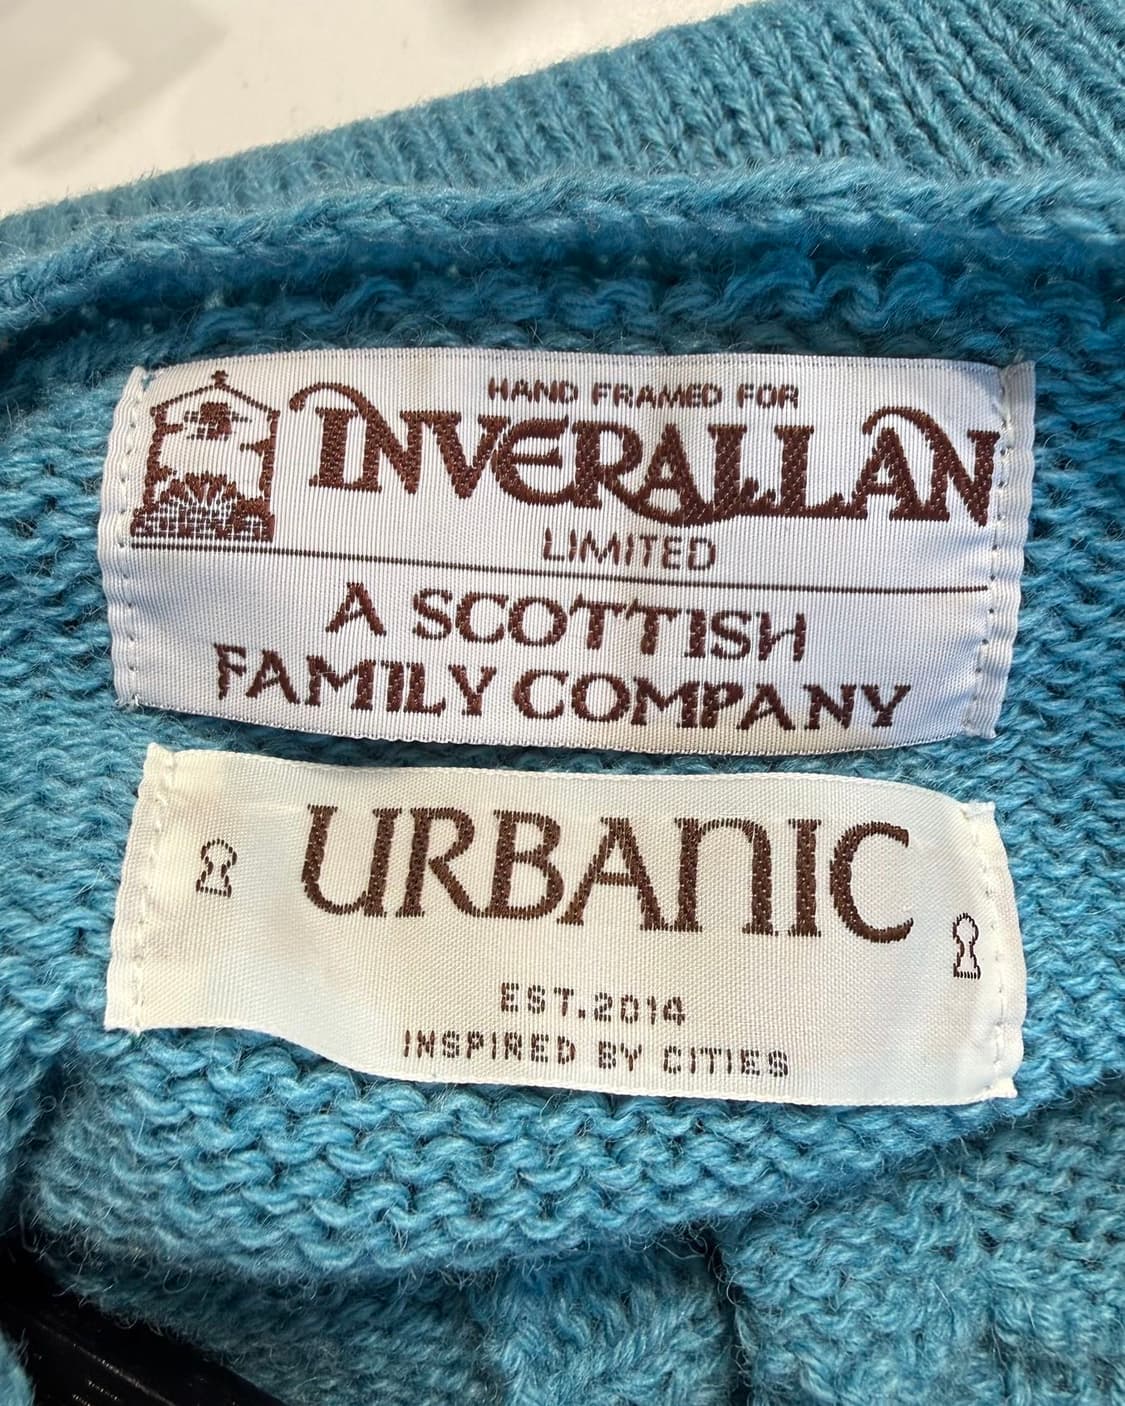 HAND FRAMED FOR
INVERALLAN
LIMITED
A SCOTTISH
FAMILY COMPANY
URBANIC
EST.2014
INSPIRED BY CITIES